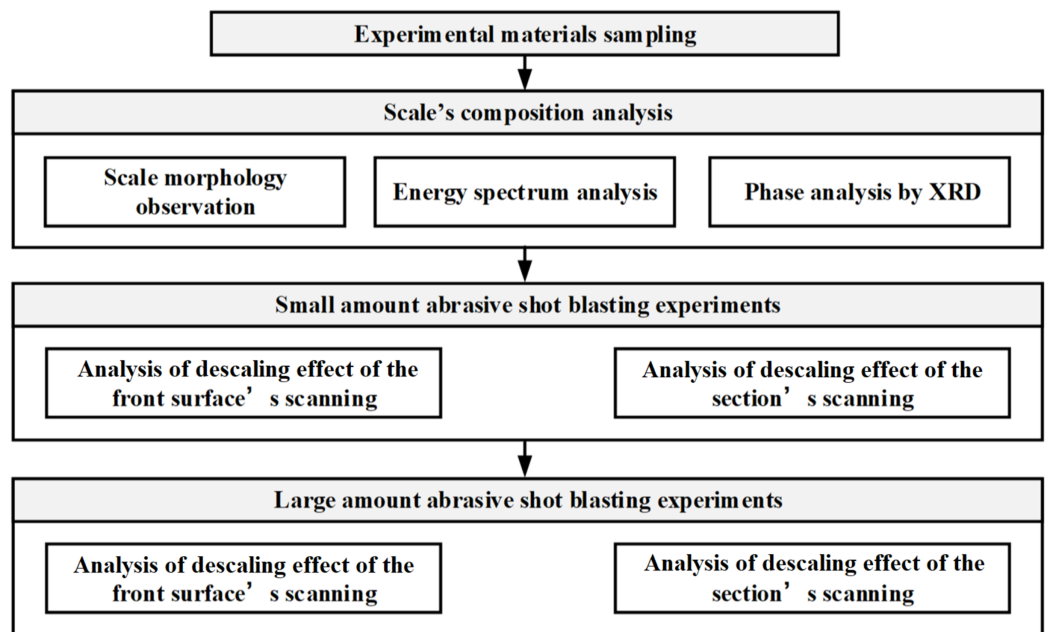 Experimental materials sampling
Scale’s composition analysis
Scale morphology
observation
Energy spectrum analysis
Phase analysis by XRD
Small amount abrasive shot blasting experiments
Analysis of descaling effect of the
front surface’ s scanning
Analysis of descaling effect of the
section’ s scanning
Large amount abrasive shot blasting experiments
Analysis of descaling effect of the
front surface’ s scanning
Analysis of descaling effect of the
section’ s scanning